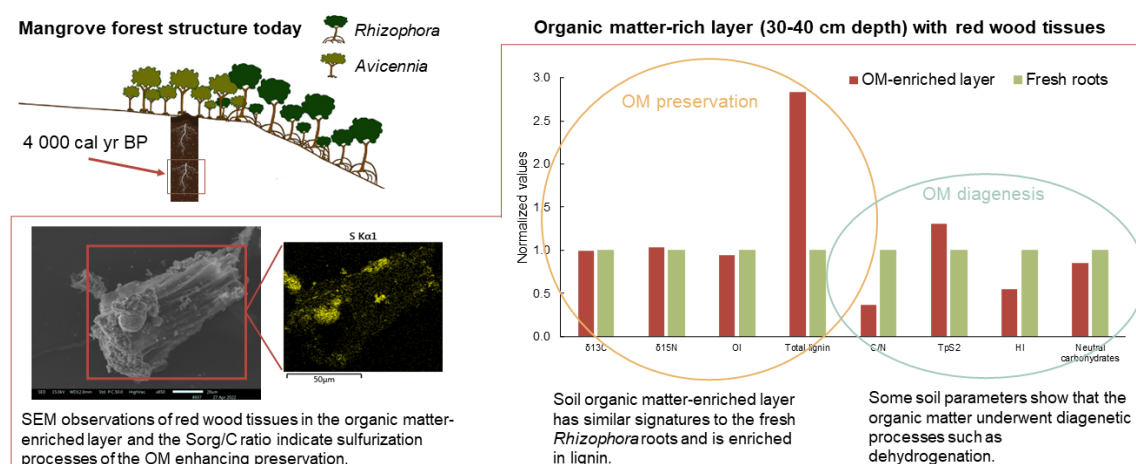 Mangrove forest structure today
Rhizophora
Avicennia
4 000 cal yr BP
S Kα1
50µm
SEM observations of red wood tissues in the organic matter-
enriched layer and the Sorg/C ratio indicate sulfurization
processes of the OM enhancing preservation.
Organic matter-rich layer (30-40 cm depth) with red wood tissues
OM-enriched layer
Fresh roots
OM preservation
OM diagenesis
Normalized values
3.0
2.5
2.0
1.5
1.0
0.5
0.0
δ13C
δ15N
OI
Total lignin
C/N
TpS2
HI
Neutral
carbohydrates
Soil organic matter-enriched layer
has similar signatures to the fresh
Rhizophora roots and is enriched
in lignin.
Some soil parameters show that the
organic matter underwent diagenetic
processes such as
dehydrogenation.